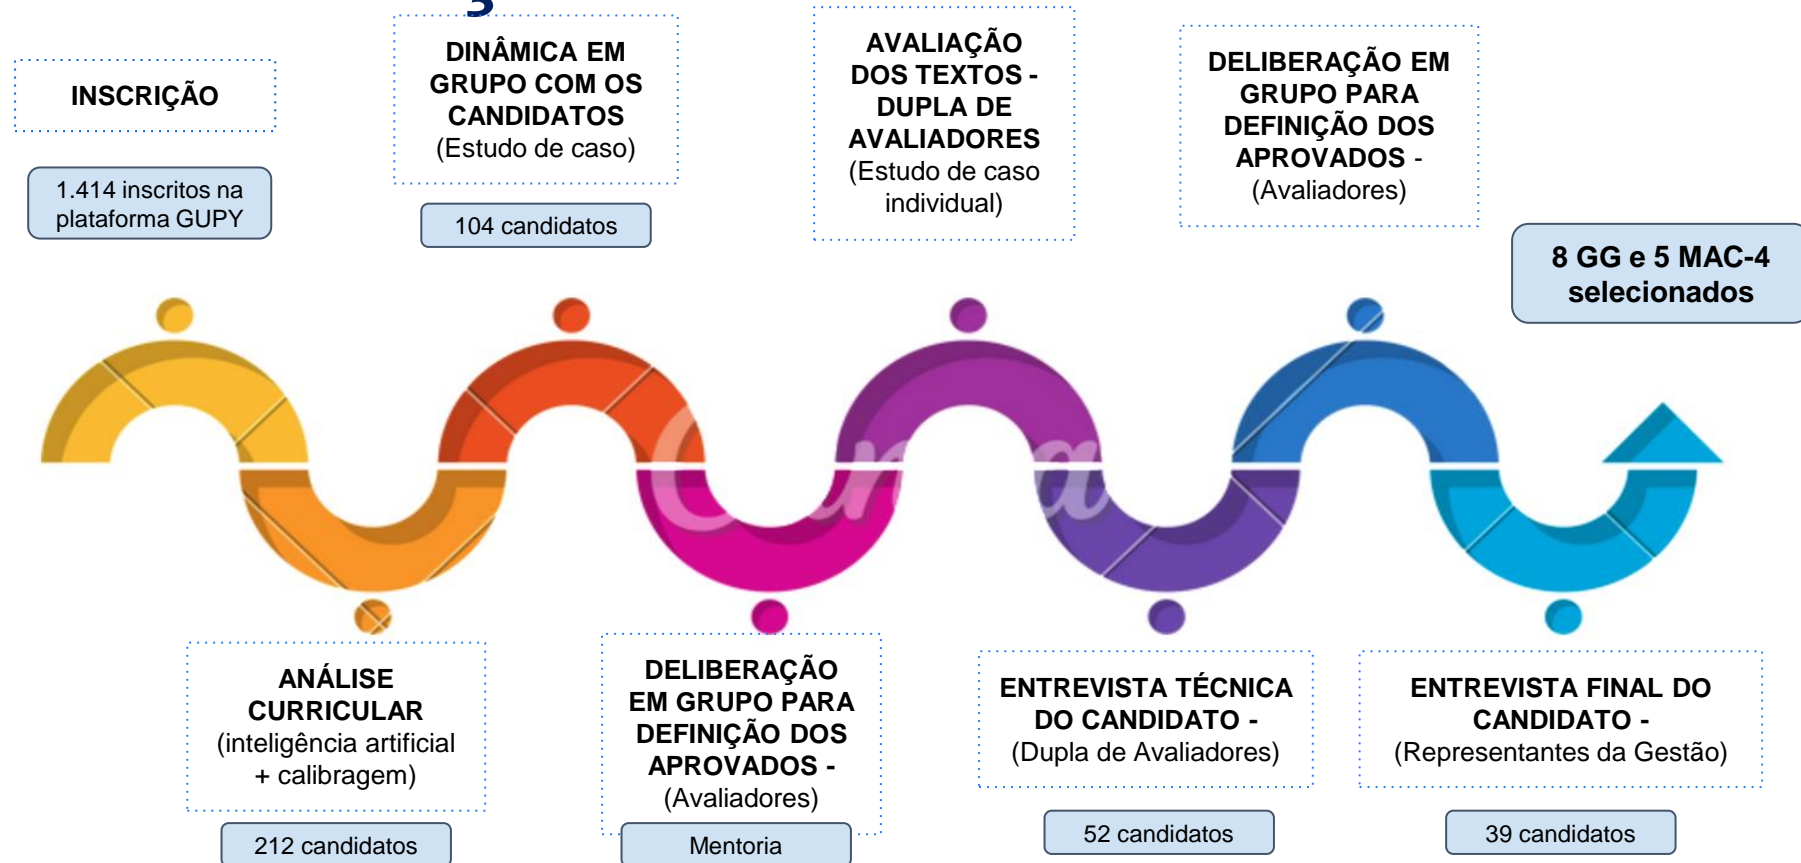 INSCRIÇÃO
1.414 inscritos na
plataforma GUPY
ANÁLISE
CURRICULAR
(inteligência artificial
+ calibragem)
212 candidatos
DINÂMICA EM
GRUPO COM OS
CANDIDATOS
(Estudo de caso)
104 candidatos
DELIBERAÇÃO
EM GRUPO PARA
DEFINIÇÃO DOS
APROVADOS -
(Avaliadores)
Mentoria
AVALIAÇÃO
DOS TEXTOS -
DUPLA DE
AVALIADORES
(Estudo de caso
individual)
ENTREVISTA TÉCNICA
DO CANDIDATO -
(Dupla de Avaliadores)
52 candidatos
DELIBERAÇÃO EM
GRUPO PARA
DEFINIÇÃO DOS
APROVADOS -
(Avaliadores)
ENTREVISTA FINAL DO
CANDIDATO -
(Representantes da Gestão)
39 candidatos
8 GG e 5 MAC-4
selecionados
Canva